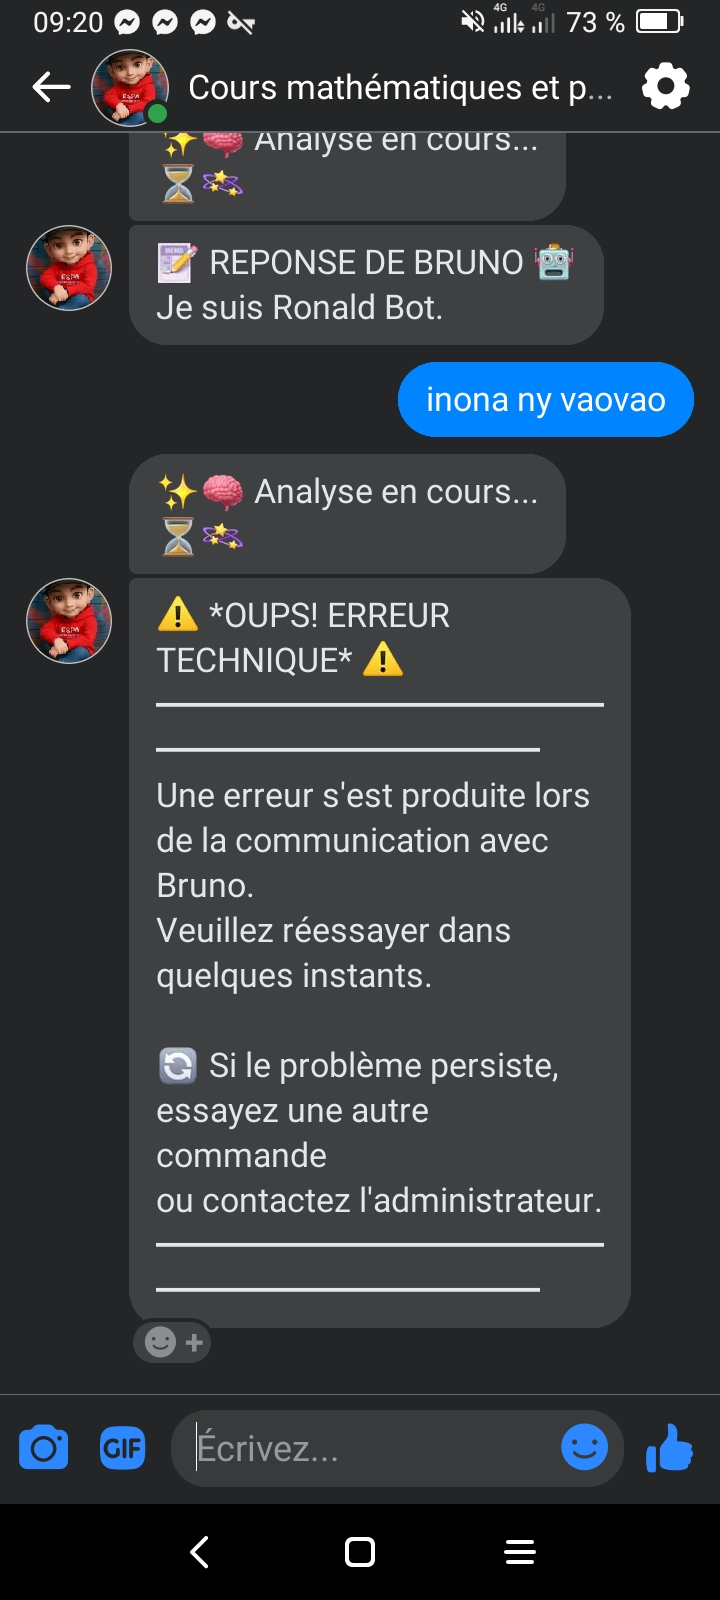 09:20 4G 4G 73 %
Cours mathématiques et p...
✨🧠 Analyse en cours...
⏳💫
📝 REPONSE DE BRUNO 🤖
Je suis Ronald Bot.
inona ny vaovao
✨🧠 Analyse en cours...
⏳💫
⚠️ *OUPS! ERREUR
TECHNIQUE* ⚠️
Une erreur s'est produite lors
de la communication avec
Bruno.
Veuillez réessayer dans
quelques instants.
🔄 Si le problème persiste,
essayez une autre
commande
ou contactez l'administrateur.
GIF
Écrivez...